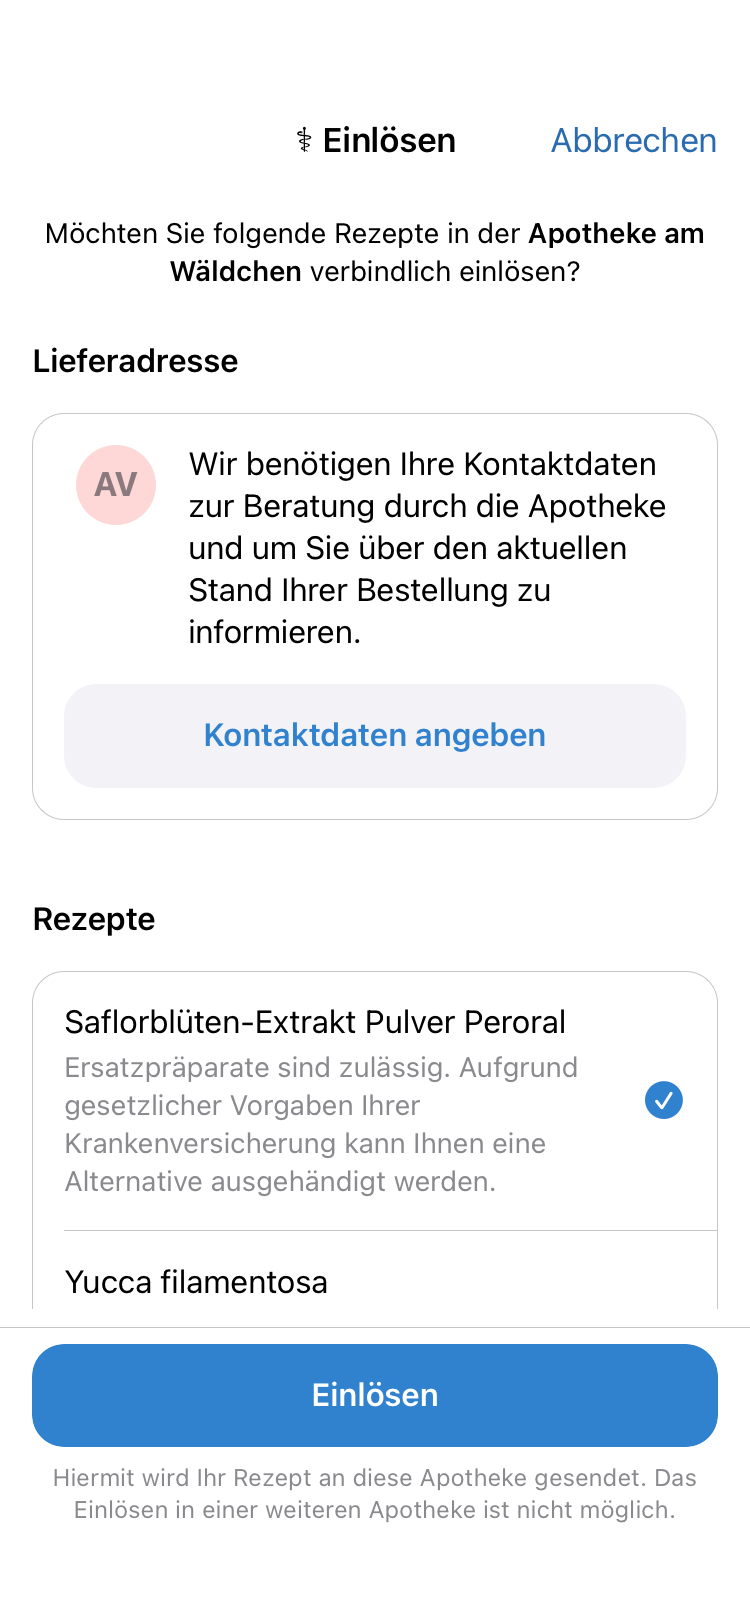 ⚕ Einlösen
Abbrechen
Möchten Sie folgende Rezepte in der Apotheke am
Wäldchen verbindlich einlösen?
Lieferadresse
AV
Wir benötigen Ihre Kontaktdaten
zur Beratung durch die Apotheke
und um Sie über den aktuellen
Stand Ihrer Bestellung zu
informieren.
Kontaktdaten angeben
Rezepte
Saflorblüten-Extrakt Pulver Peroral
Ersatzpräparate sind zulässig. Aufgrund
gesetzlicher Vorgaben Ihrer
Krankenversicherung kann Ihnen eine
Alternative ausgehändigt werden.
Yucca filamentosa
Einlösen
Hiermit wird Ihr Rezept an diese Apotheke gesendet. Das
Einlösen in einer weiteren Apotheke ist nicht möglich.